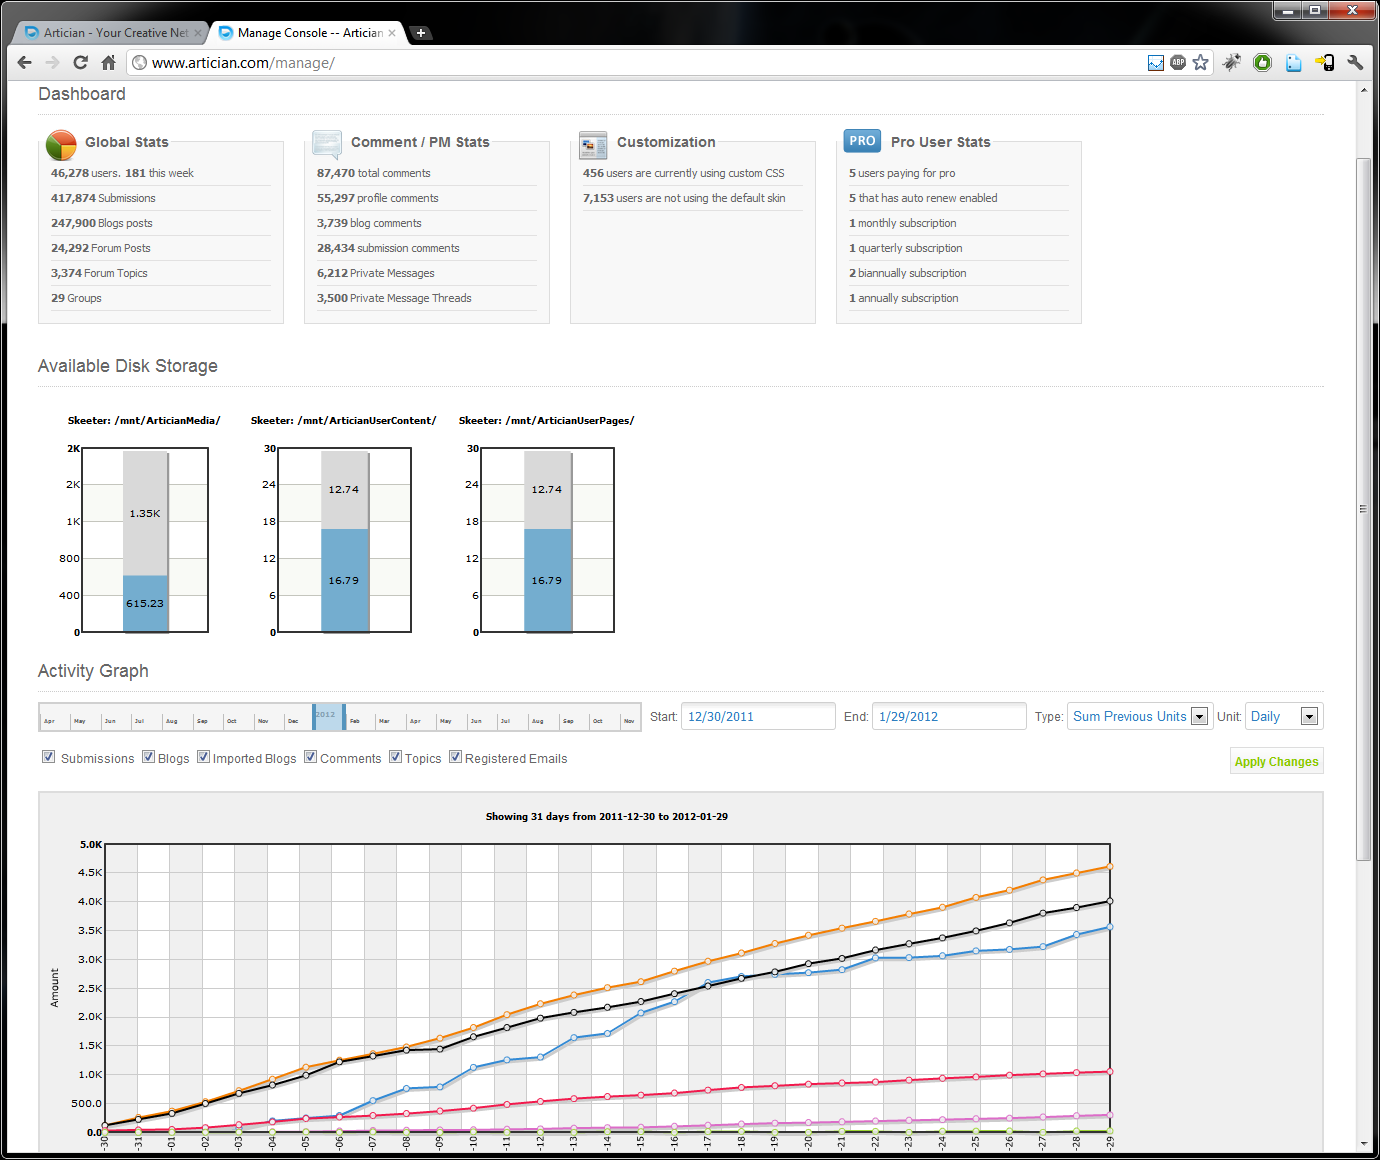 Artician - Your Creative Net
Manage Console -- Artician
www.artician.com/manage/
ABP
Dashboard
Global Stats
46,278 users. 181 this week
417,874 Submissions
247,900 Blogs posts
24,292 Forum Posts
3,374 Forum Topics
29 Groups
Comment / PM Stats
87,470 total comments
55,297 profile comments
3,739 blog comments
28,434 submission comments
6,212 Private Messages
3,500 Private Message Threads
Customization
456 users are currently using custom CSS
7,153 users are not using the default skin
PRO Pro User Stats
5 users paying for pro
5 that has auto renew enabled
1 monthly subscription
1 quarterly subscription
2 biannually subscription
1 annually subscription
Available Disk Storage
Skeeter: /mnt/ArticianMedia/
2K
2K
1K
800
400
0
1.35K
615.23
Skeeter: /mnt/ArticianUserContent/
30
24
18
12
6
0
12.74
16.79
Skeeter: /mnt/ArticianUserPages/
30
24
18
12
6
0
12.74
16.79
Activity Graph
Apr May Jun Jul Aug Sep Oct Nov Dec 2012 Feb Mar Apr May Jun Jul Aug Sep Oct Nov
Start: 12/30/2011 End: 1/29/2012 Type: Sum Previous Units Unit: Daily
Submissions Blogs Imported Blogs Comments Topics Registered Emails
Apply Changes
Showing 31 days from 2011-12-30 to 2012-01-29
Amount
5.0K
4.5K
4.0K
3.5K
3.0K
2.5K
2.0K
1.5K
1.0K
500.0
0.0
-30 -31 -01 -02 -03 -04 -05 -06 -07 -08 -09 -10 -11 -12 -13 -14 -15 -16 -17 -18 -19 -20 -21 -22 -23 -24 -25 -26 -27 -28 -29